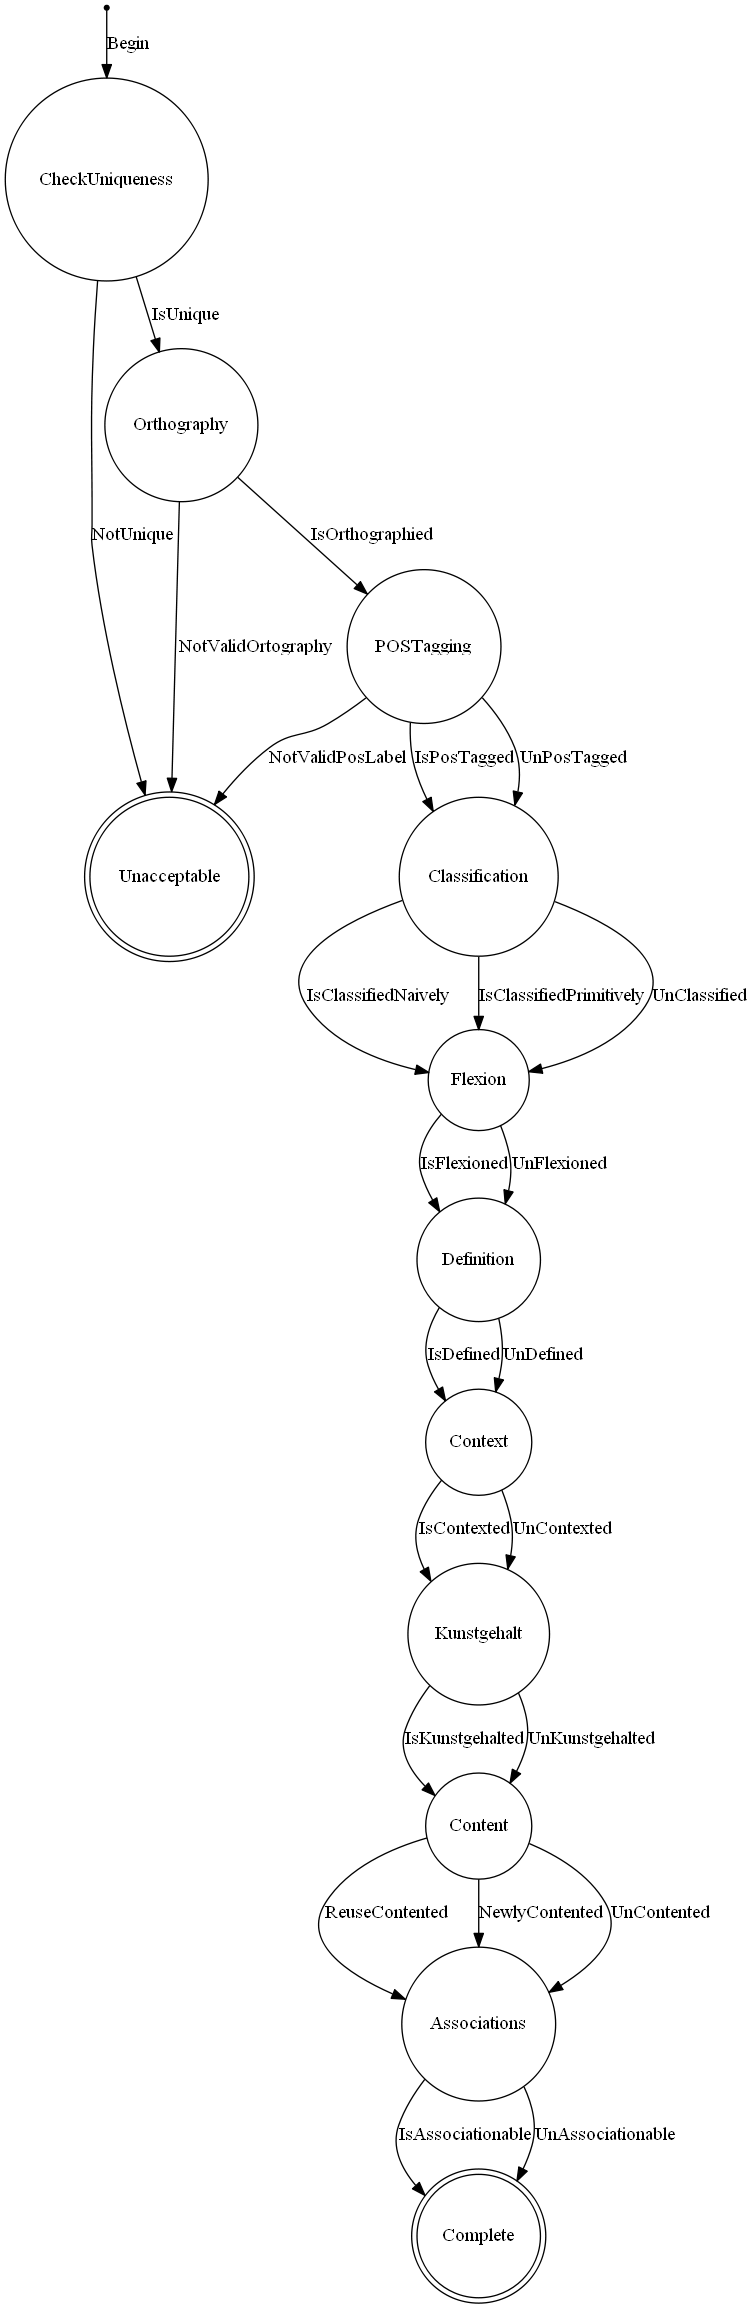 Begin
CheckUniqueness
IsUnique
Orthography
NotUnique
IsOrthographied
NotValidOrtography
POSTagging
NotValidPosLabel
IsPosTagged
UnPosTagged
Unacceptable
Classification
IsClassifiedNaively
IsClassifiedPrimitively
UnClassified
Flexion
IsFlexioned
UnFlexioned
Definition
IsDefined
UnDefined
Context
IsContexted
UnContexted
Kunstgehalt
IsKunstgehalted
UnKunstgehalted
Content
ReuseContented
NewlyContented
UnContented
Associations
IsAssociationable
UnAssociationable
Complete